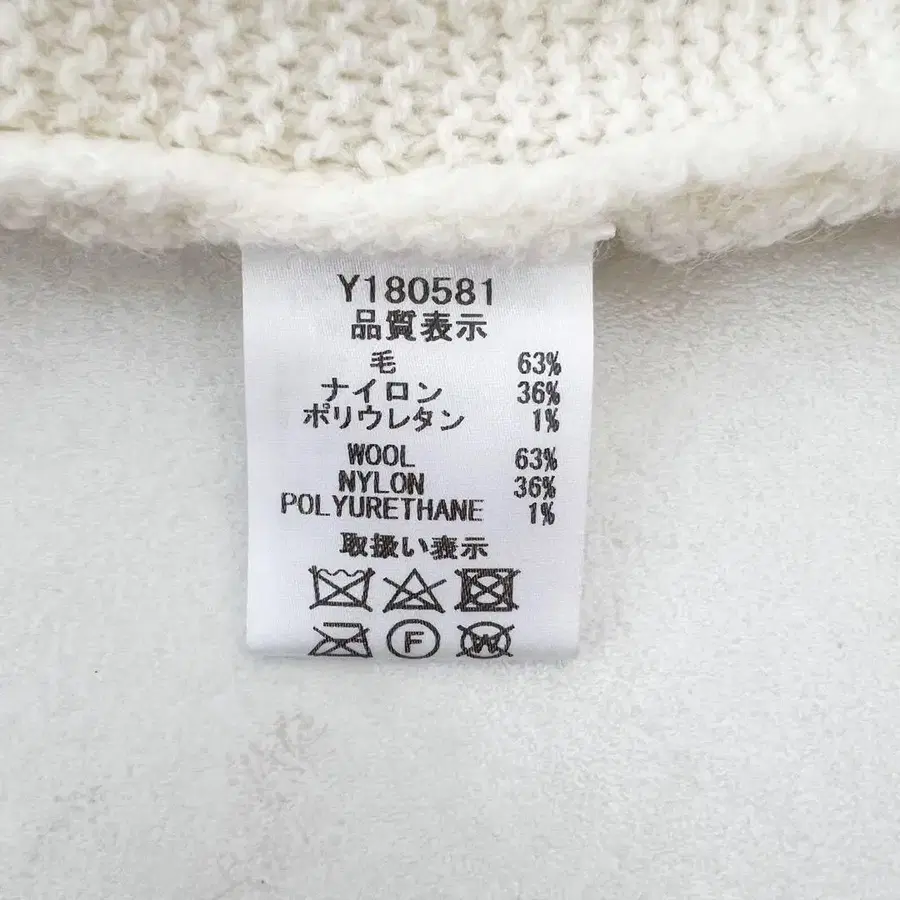 Y180581
品質表示
毛 63%
ナイロン 36%
ポリウレタン 1%
WOOL 63%
NYLON 36%
POLYURETHANE 1%
取扱い表示
F W